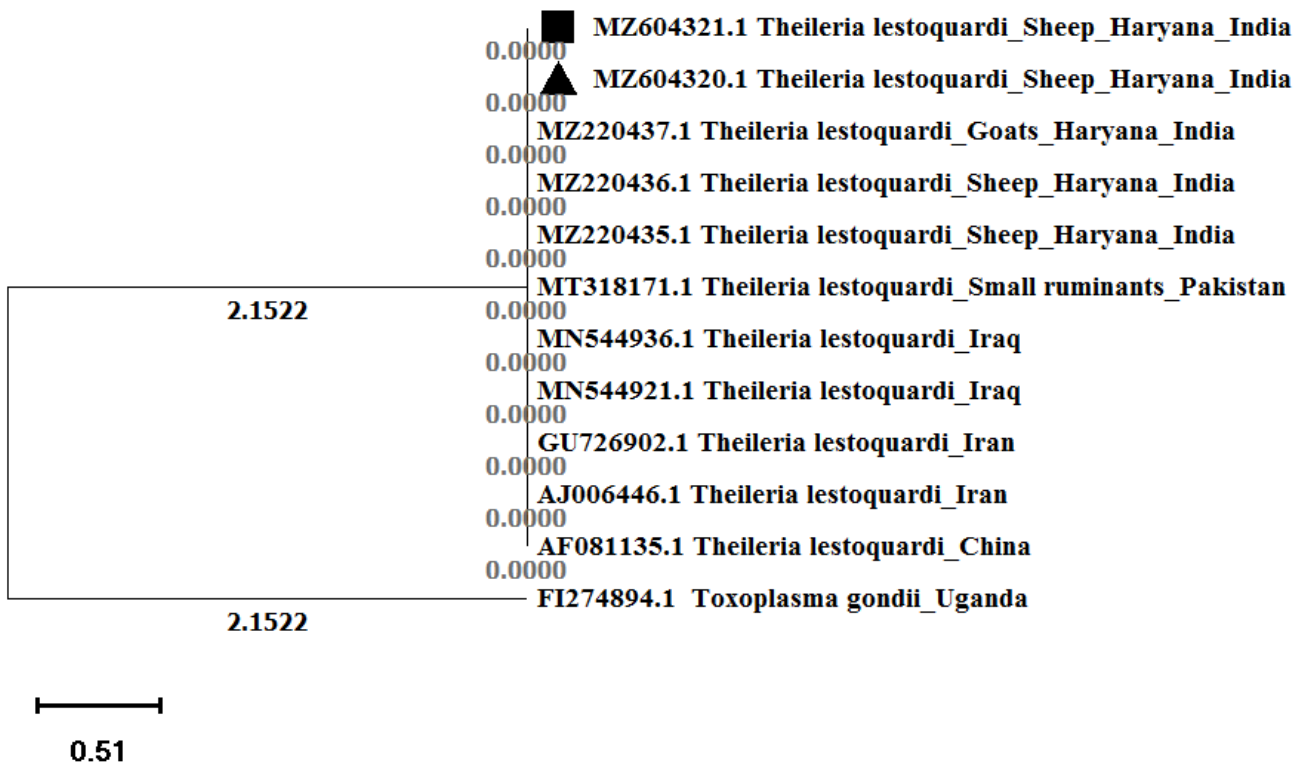 MZ604321.1 Theileria lestoquardi_Sheep_Haryana_India
0.0000
MZ604320.1 Theileria lestoquardi_Sheep_Haryana_India
0.0000
MZ220437.1 Theileria lestoquardi_Goats_Haryana_India
0.0000
MZ220436.1 Theileria lestoquardi_Sheep_Haryana_India
0.0000
MZ220435.1 Theileria lestoquardi_Sheep_Haryana_India
0.0000
MT318171.1 Theileria lestoquardi_Small ruminants_Pakistan
2.1522
0.0000
MN544936.1 Theileria lestoquardi_Iraq
0.0000
MN544921.1 Theileria lestoquardi_Iraq
0.0000
GU726902.1 Theileria lestoquardi_Iran
0.0000
AJ006446.1 Theileria lestoquardi_Iran
0.0000
AF081135.1 Theileria lestoquardi_China
0.0000
FI274894.1 Toxoplasma gondii_Uganda
2.1522
0.51